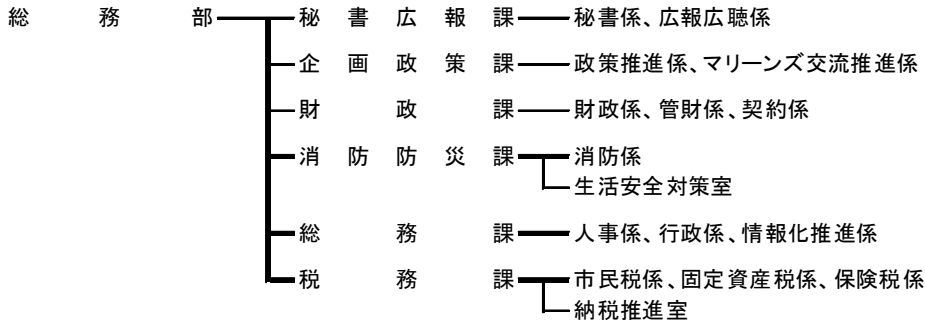 総務部 秘書広報課 秘書係、広報広聴係
企画政策課 政策推進係、マリーンズ交流推進係
財政課 財政係、管財係、契約係
消防防災課 消防係
生活安全対策室
総務課 人事係、行政係、情報化推進係
税務課 市民税係、固定資産税係、保険税係
納税推進室